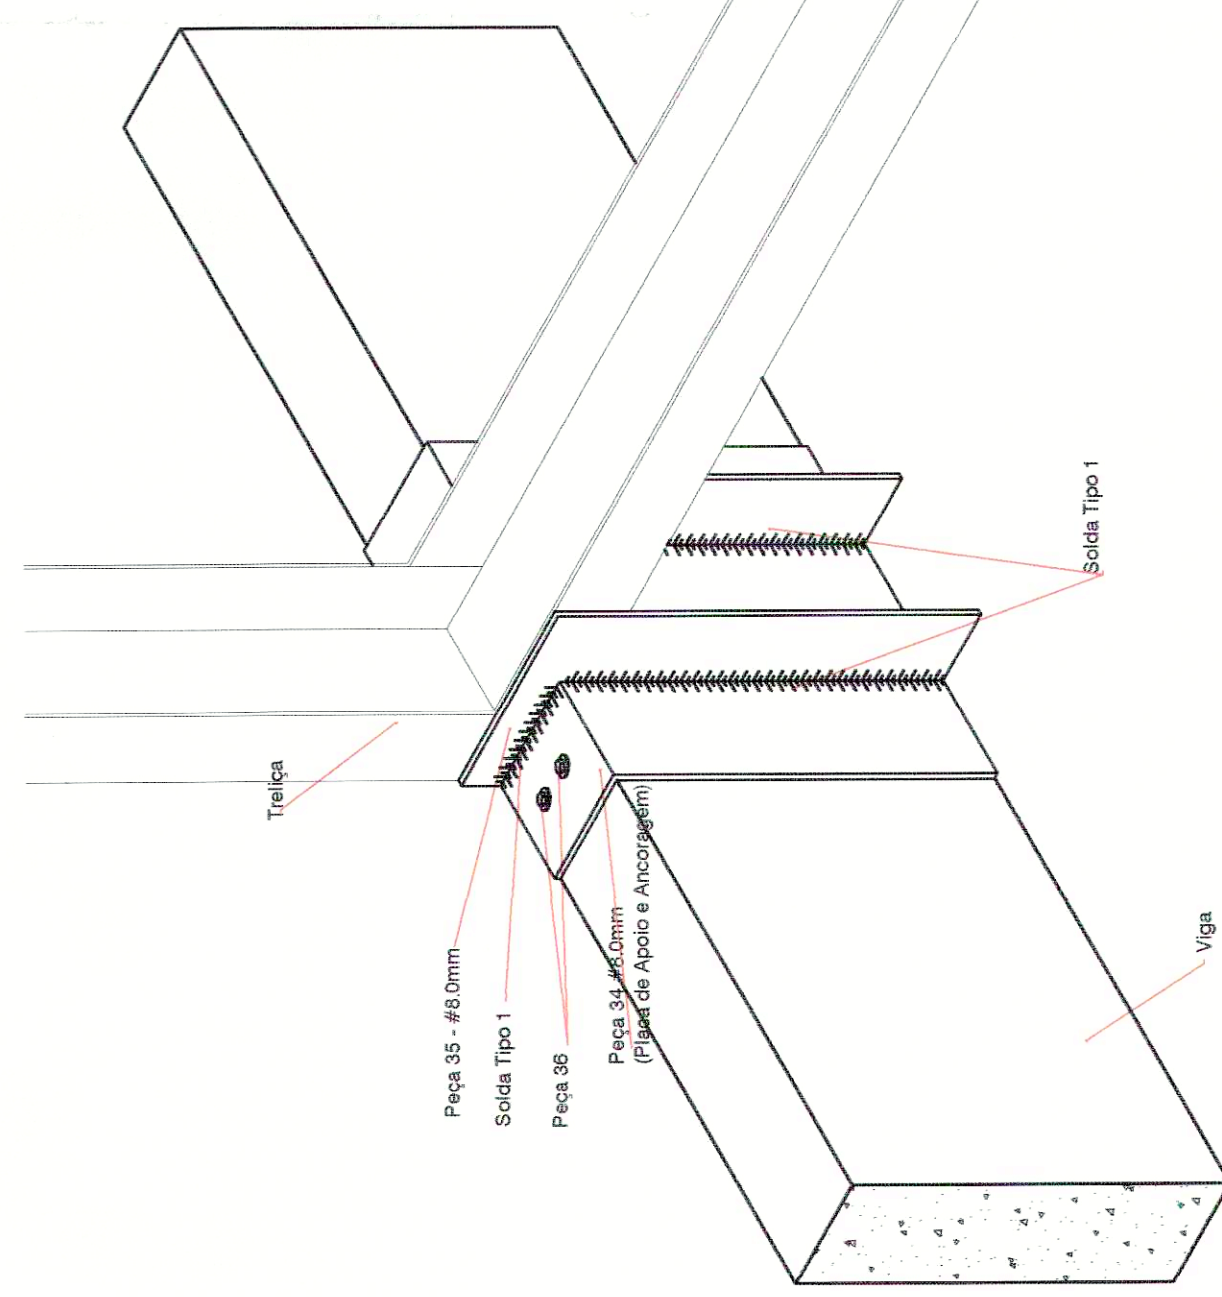 Treliça
Peça 35 - #8.0mm
Solda Tipo 1
Peça 36
Peça 34-#8.0mm
(Placa de Apoio e Ancoragem)
Solda Tipo 1
Viga